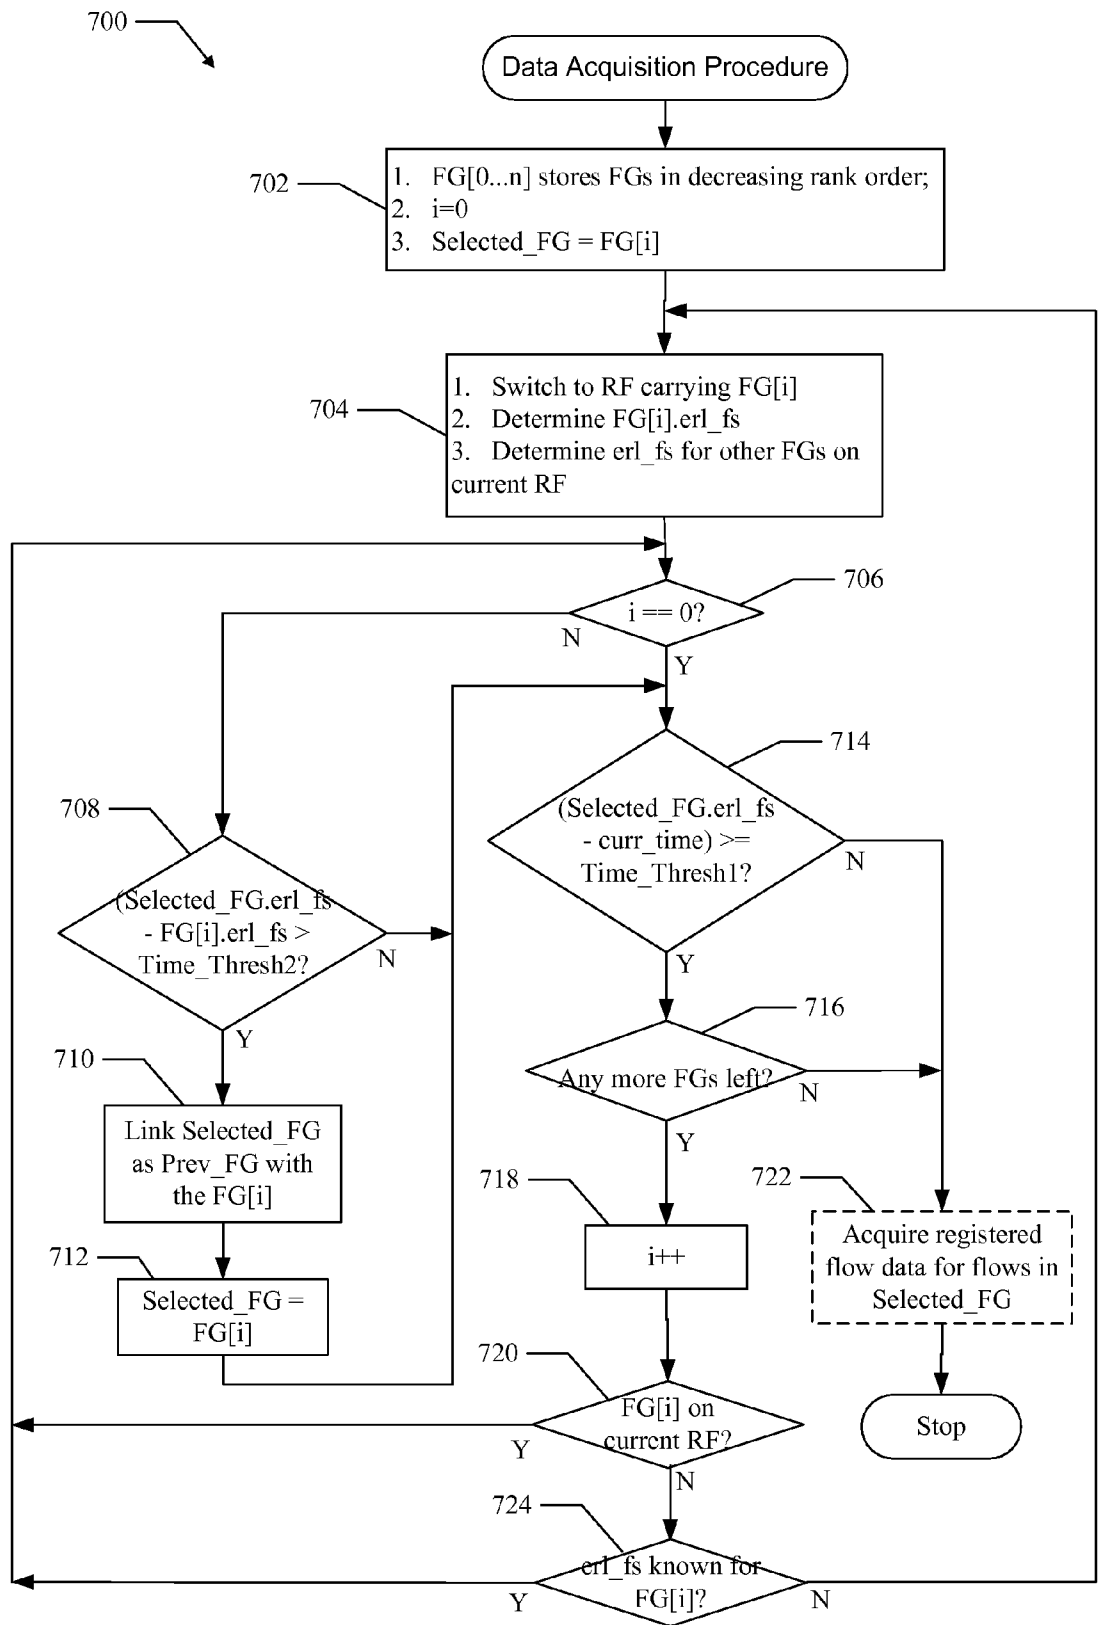 700
Data Acquisition Procedure
702
1. FG[0...n] stores FGs in decreasing rank order;
2. i=0
3. Selected_FG = FG[i]
704
1. Switch to RF carrying FG[i]
2. Determine FG[i].erl_fs
3. Determine erl_fs for other FGs on
current RF
706
i == 0?
N
Y
714
(Selected_FG.erl_fs
- curr_time) >=
Time_Thresh1?
N
Y
708
(Selected_FG.erl_fs
- FG[i].erl_fs >
Time_Thresh2?
N
Y
716
Any more FGs left?
N
Y
710
Link Selected_FG
as Prev_FG with
the FG[i]
712
Selected_FG =
FG[i]
718
i++
722
Acquire registered
flow data for flows in
Selected_FG
Stop
720
FG[i] on
current RF?
Y
N
724
erl_fs known for
FG[i]?
Y
N